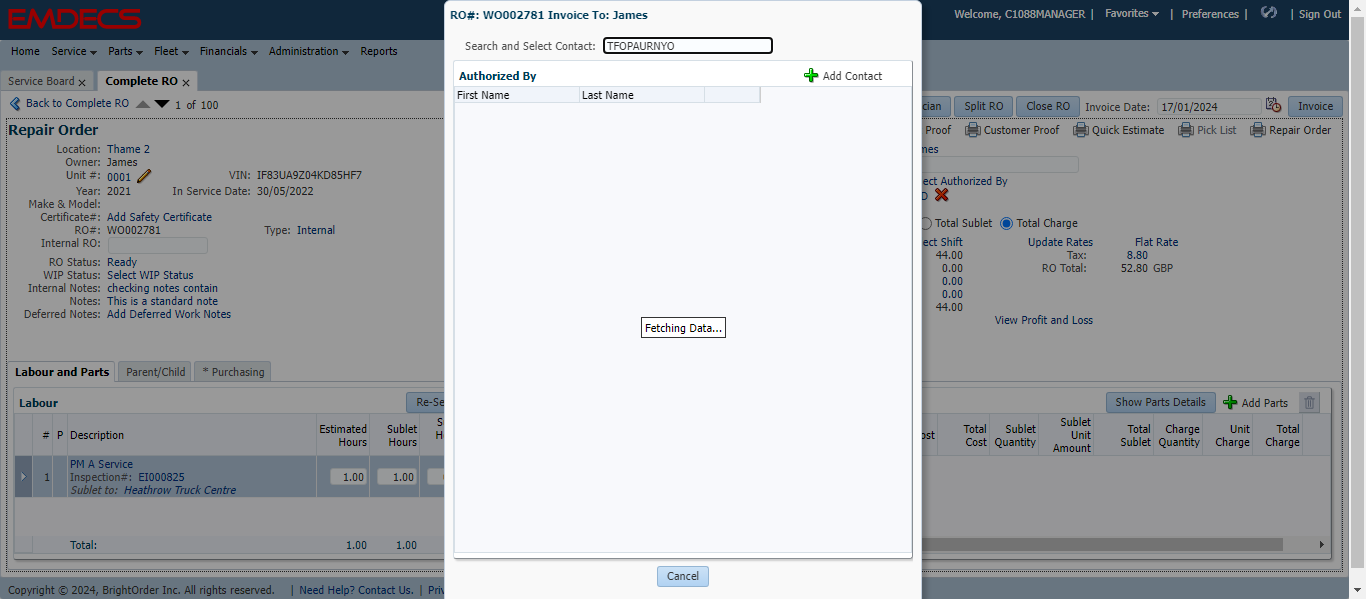 EMDECS
Welcome, C1088MANAGER | Favorites | Preferences | | Sign Out
Home Service Parts Fleet Financials Administration Reports
Service Board x Complete RO x
Back to Complete RO 1 of 100
cian Split RO Close RO Invoice Date: 17/01/2024 Invoice
Repair Order
Proof Customer Proof Quick Estimate Pick List Repair Order
Location: Thame 2
Owner: James
Unit #: 0001 VIN: IF83UA9Z04KD85HF7
Year: 2021 In Service Date: 30/05/2022
Make & Model:
Certificate#: Add Safety Certificate
RO#: WO002781 Type: Internal
Internal RO:
RO Status: Ready
WIP Status: Select WIP Status
Internal Notes: checking notes contain
Notes: This is a standard note
Deferred Notes: Add Deferred Work Notes
mes
ect Authorized By
Total Sublet Total Charge
ect Shift Update Rates Flat Rate
44.00 Tax: 8.80
0.00 RO Total: 52.80 GBP
0.00
0.00
44.00
View Profit and Loss
RO#: WO002781 Invoice To: James
Search and Select Contact: TFOPAURNYO
Authorized By Add Contact
First Name Last Name
Fetching Data...
Cancel
Labour and Parts Parent/Child * Purchasing
Labour Re-Se Show Parts Details Add Parts
# P Description Estimated Hours Sublet Hours S H
ost Total Cost Sublet Quantity Sublet Unit Amount Total Sublet Charge Quantity Unit Charge Total Charge
1 PM A Service 1.00 1.00
Inspection#: EI000825
Sublet to: Heathrow Truck Centre
Total: 1.00 1.00
Copyright © 2024, BrightOrder Inc. All rights reserved. | Need Help? Contact Us. | Priv